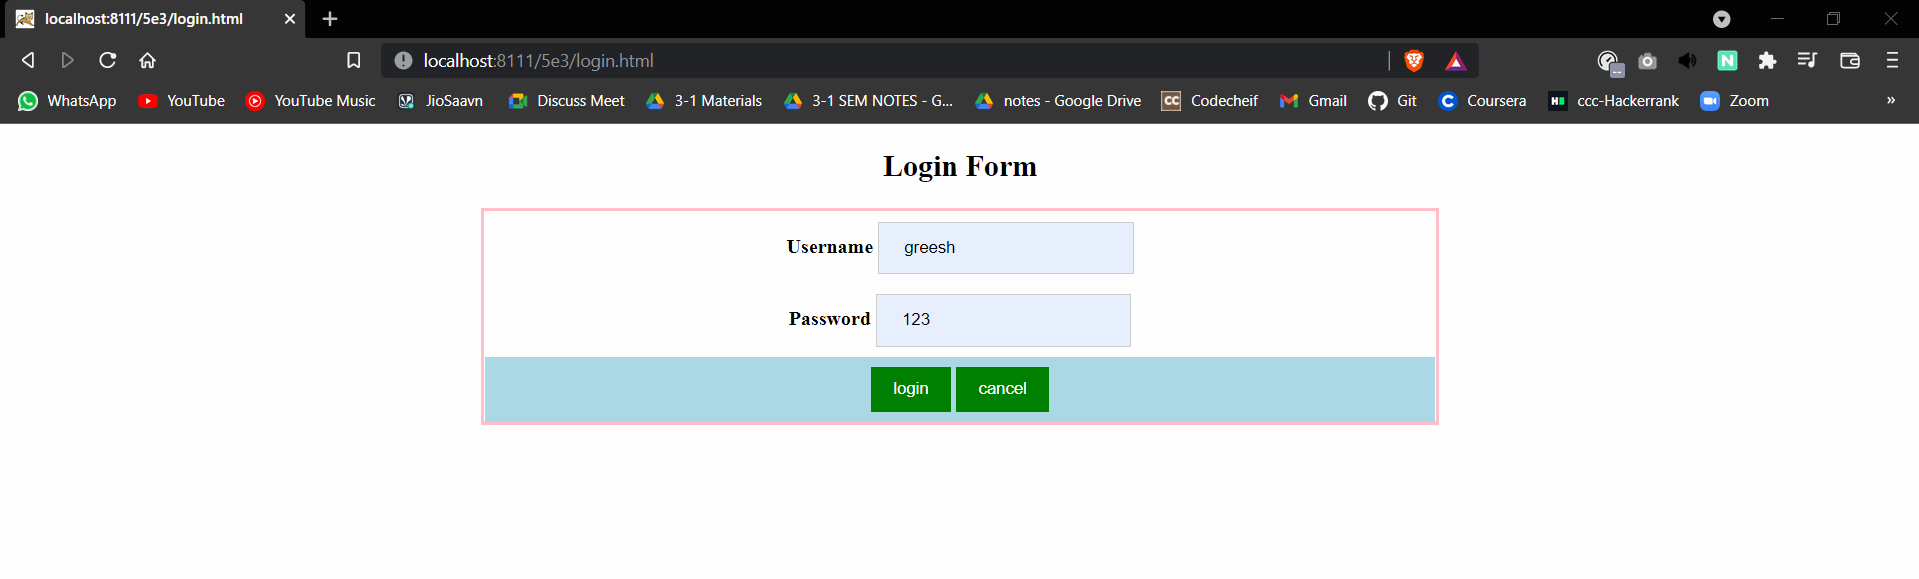 localhost:8111/5e3/login.html
localhost:8111/5e3/login.html
WhatsApp YouTube YouTube Music JioSaavn Discuss Meet 3-1 Materials 3-1 SEM NOTES - G... notes - Google Drive CC Codecheif Gmail Git C Coursera H ccc-Hackerrank Zoom »
Login Form
Username greesh
Password 123
login cancel